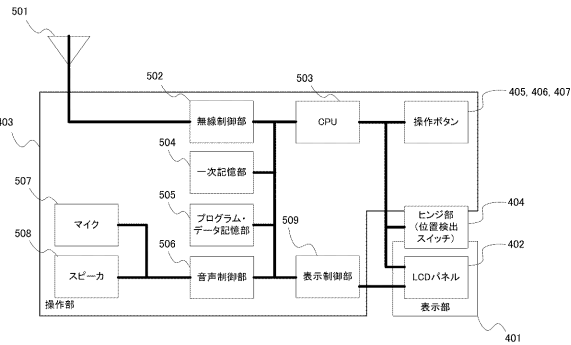 501
502
503
405, 406, 407
403
無線制御部
CPU
操作ボタン
504
一次記憶部
507
505
404
マイク
プログラム・
データ記憶部
509
ヒンジ部
(位置検出
スイッチ)
508
506
402
スピーカ
音声制御部
表示制御部
LCDパネル
操作部
表示部
401